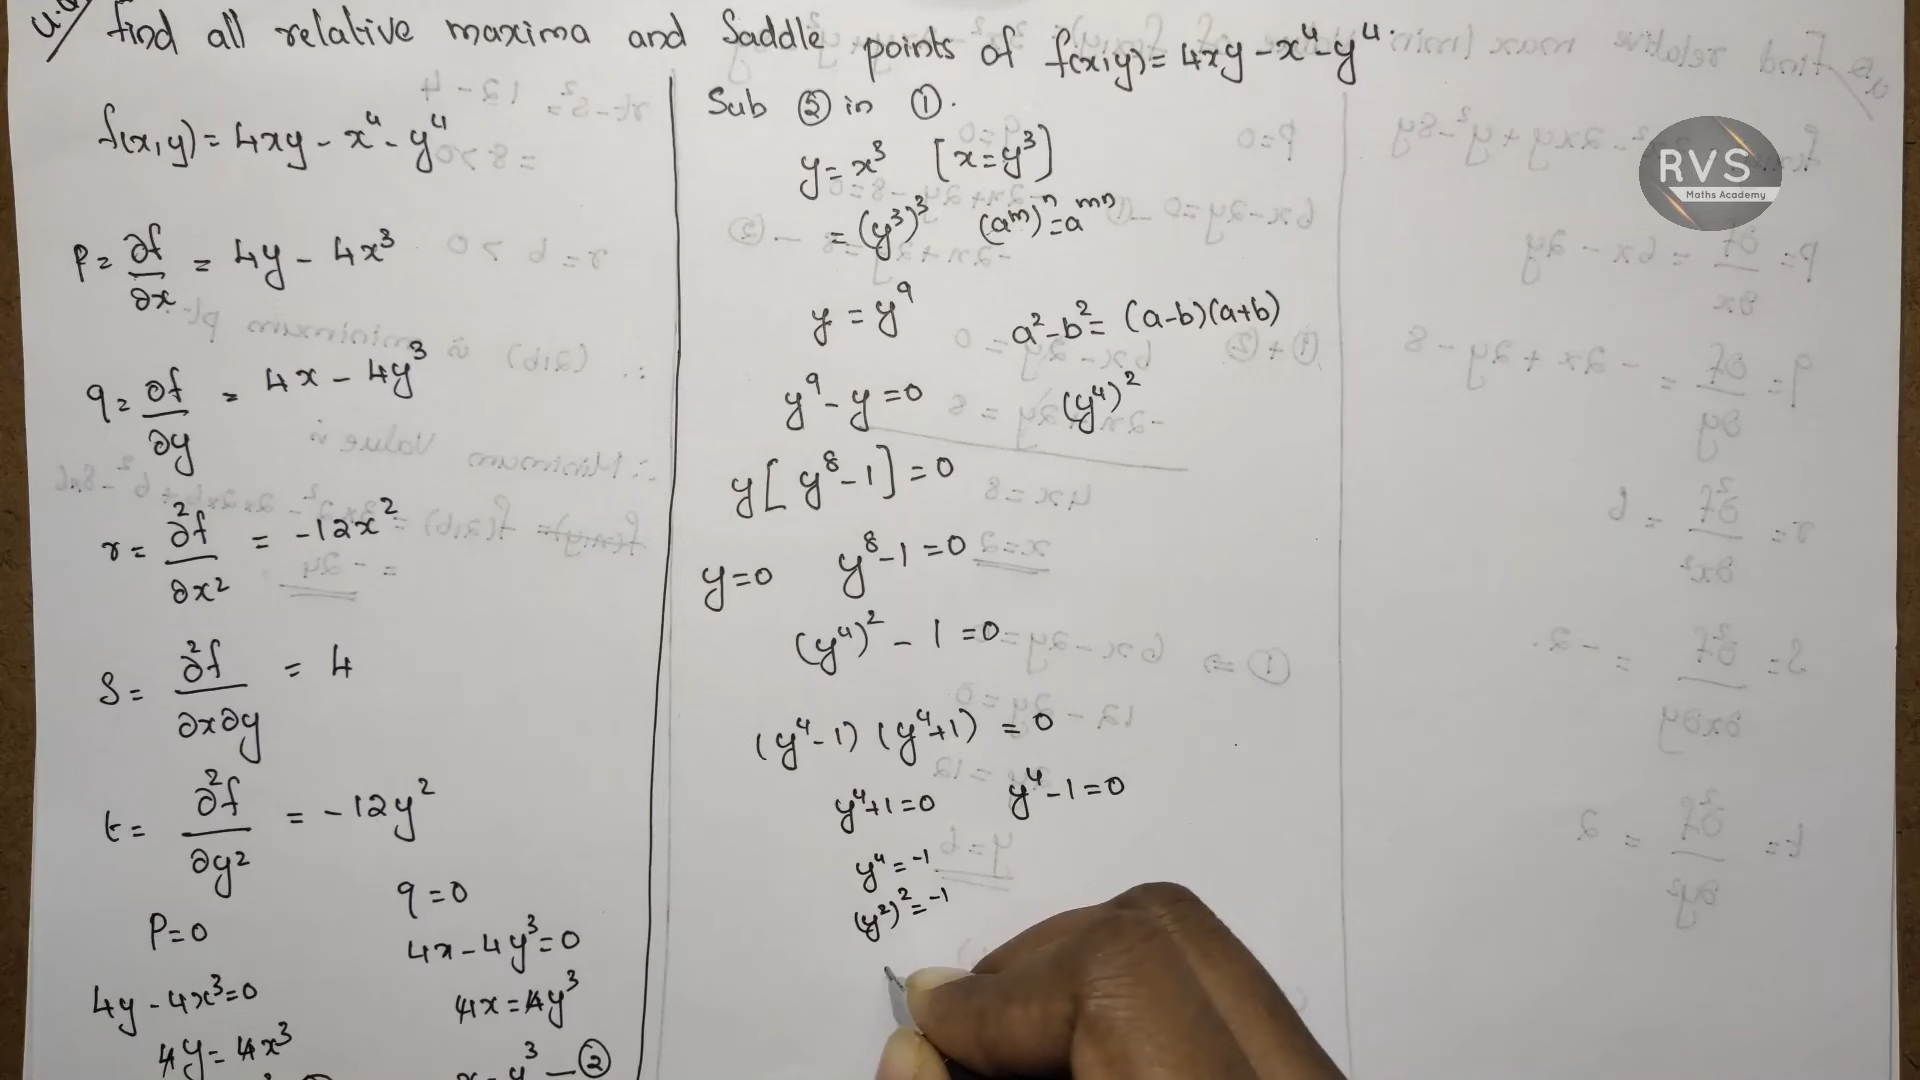 find all relative maxima and Saddle points of f(x,y)= 4xy - x⁴ - y⁴.
f(x,y) = 4xy - x⁴ - y⁴
P = ∂f/∂x = 4y - 4x³
q = ∂f/∂y = 4x - 4y³
r = ∂²f/∂x² = -12x²
S = ∂²f/∂x∂y = 4
t = ∂²f/∂y² = -12y²
P=0
4y - 4x³=0
4y = 4x³
q=0
4x - 4y³=0
4x = 4y³
x = y³ — ②
Sub ② in ①.
y = x³ [x = y³]
= (y³)³ (aᵐ)ⁿ = aᵐⁿ
y = y⁹
a² - b² = (a-b)(a+b)
y⁹ - y = 0 (y⁴)²
y[y⁸ - 1] = 0
y=0 y⁸ - 1 = 0
(y⁴)² - 1 = 0
(y⁴-1) (y⁴+1) = 0
y⁴+1=0 y⁴-1=0
y⁴ = -1
(y²)² = -1
RVS
Maths Academy